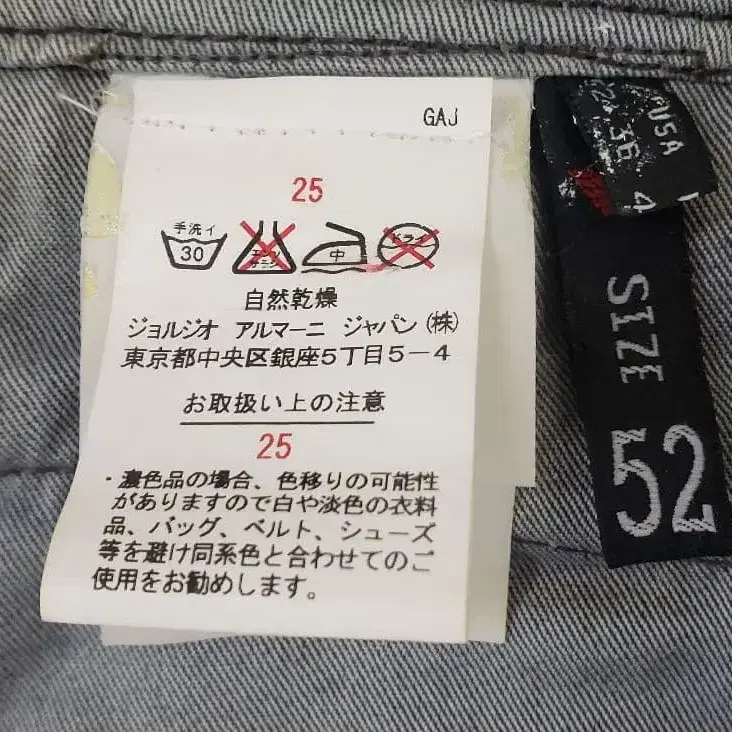 GAJ
25
手洗イ
30
エンソ
サラシ
中
ドライ
自然乾燥
ジョルジオ アルマーニ ジャパン(株)
東京都中央区銀座5丁目5-4
お取扱い上の注意
25
・濃色品の場合、色移りの可能性
がありますので白や淡色の衣料
品、バッグ、ベルト、シューズ
等を避け同系色と合わせてのご
使用をお勧めします。
USA
36
SIZE
52